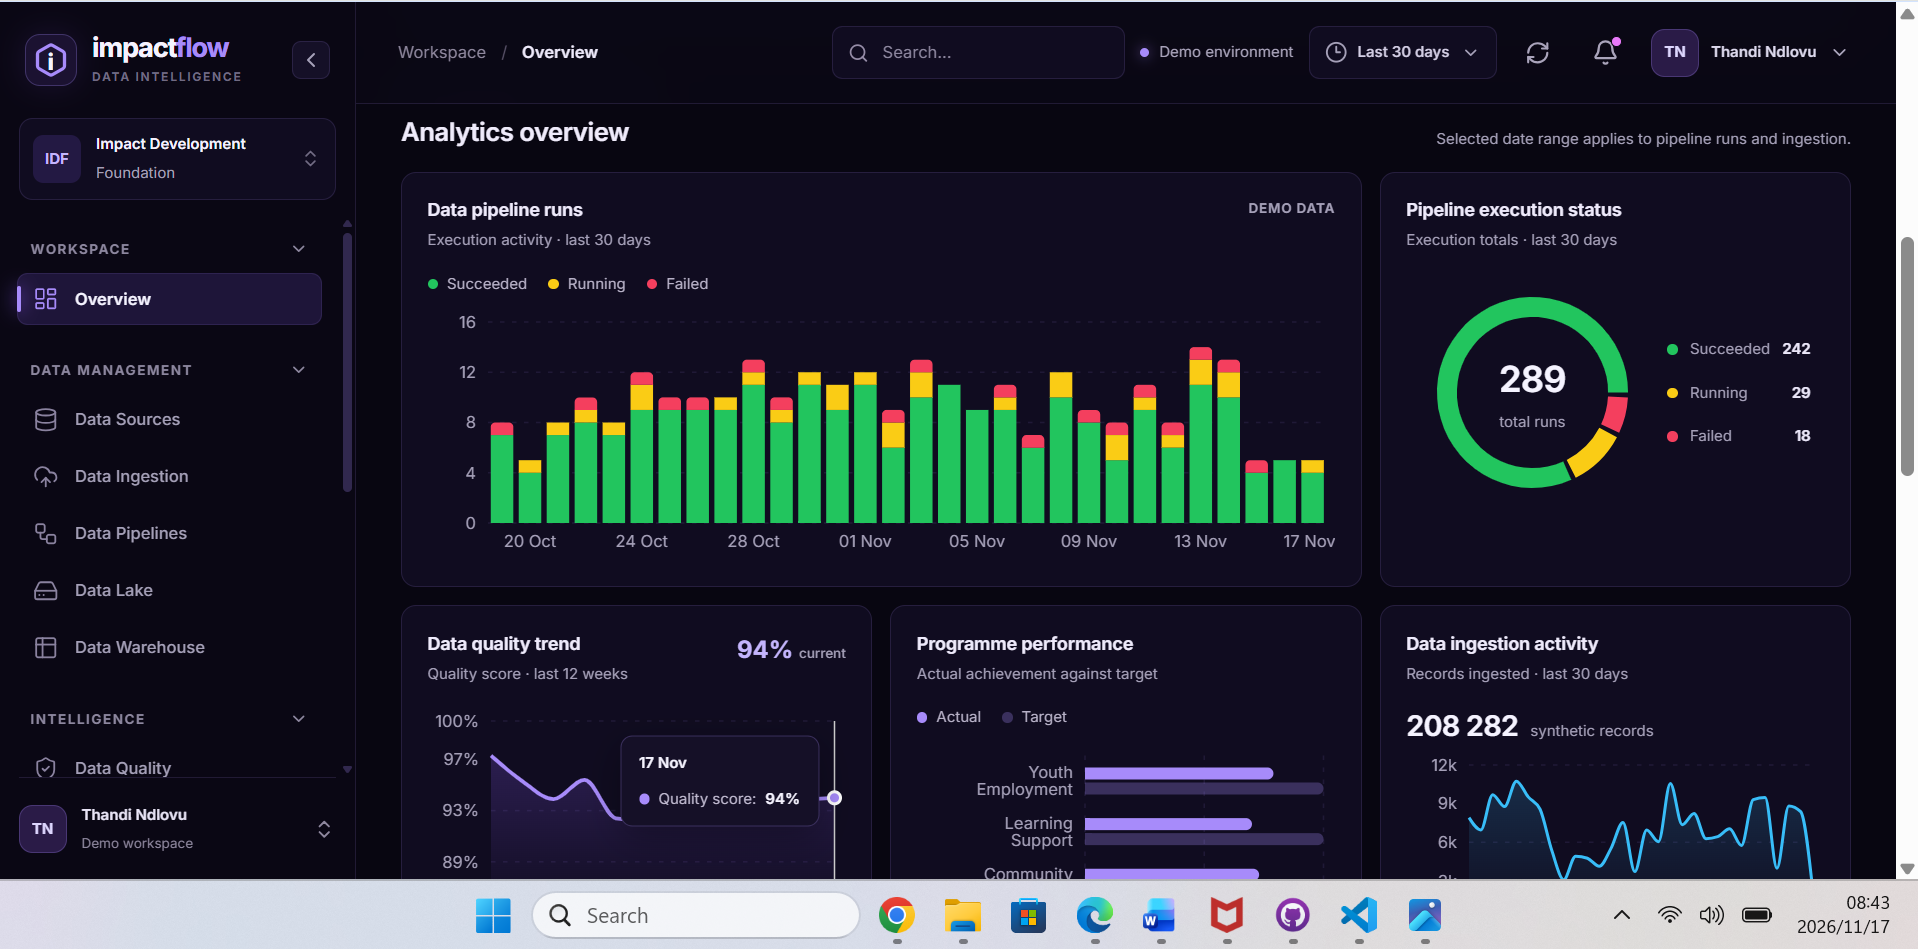 impactflow
DATA INTELLIGENCE
IDF
Impact Development
Foundation
WORKSPACE
Overview
DATA MANAGEMENT
Data Sources
Data Ingestion
Data Pipelines
Data Lake
Data Warehouse
INTELLIGENCE
Data Quality
TN
Thandi Ndlovu
Demo workspace
Workspace / Overview
Search...
Demo environment
Last 30 days
TN
Thandi Ndlovu
Analytics overview
Selected date range applies to pipeline runs and ingestion.
Data pipeline runs
DEMO DATA
Execution activity · last 30 days
Succeeded Running Failed
16
12
8
4
0
20 Oct 24 Oct 28 Oct 01 Nov 05 Nov 09 Nov 13 Nov 17 Nov
Pipeline execution status
Execution totals · last 30 days
289
total runs
Succeeded 242
Running 29
Failed 18
Data quality trend
94% current
Quality score · last 12 weeks
100%
97%
93%
89%
17 Nov
Quality score: 94%
Programme performance
Actual achievement against target
Actual Target
Youth
Employment
Learning
Support
Community
Data ingestion activity
Records ingested · last 30 days
208 282 synthetic records
12k
9k
6k
3k
Search
08:43
2026/11/17